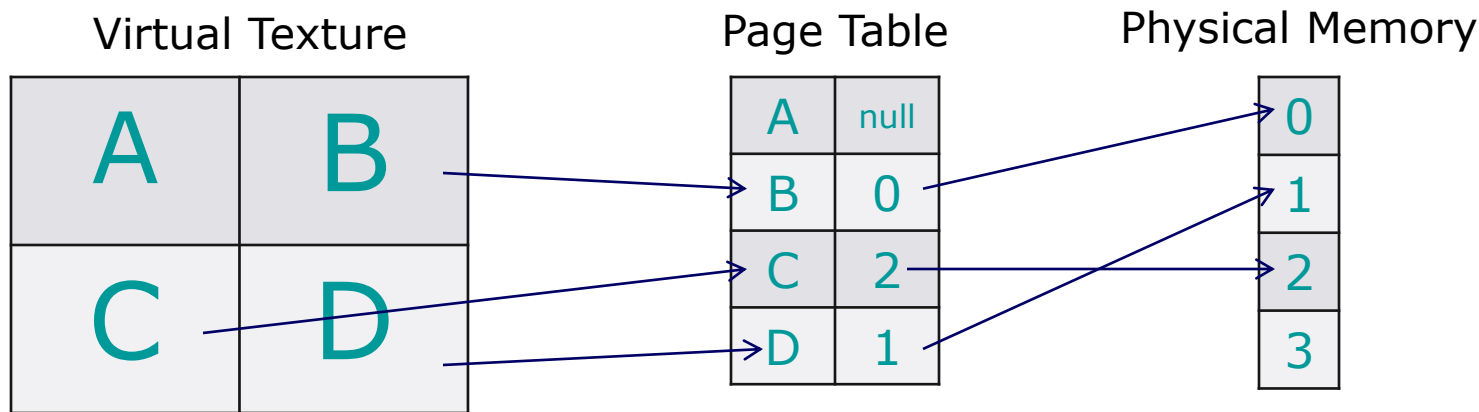 Virtual Texture
A B
C D
Page Table
A null
B 0
C 2
D 1
Physical Memory
0
1
2
3